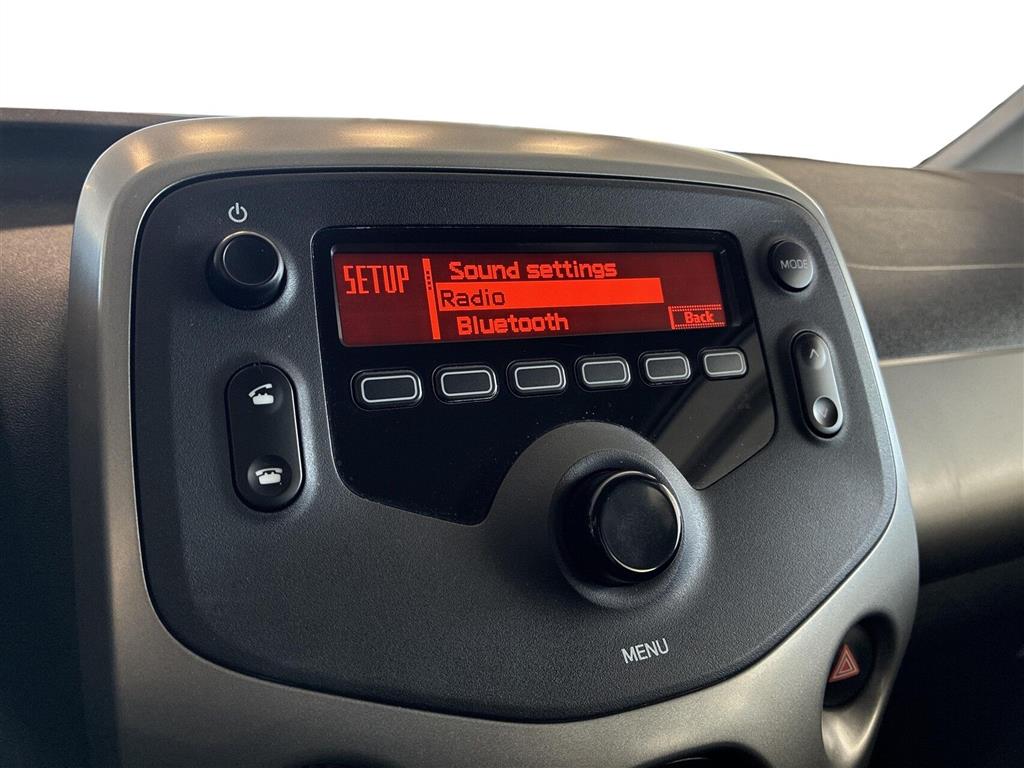 SETUP
Sound settings
Radio
Bluetooth
Back
MODE
MENU